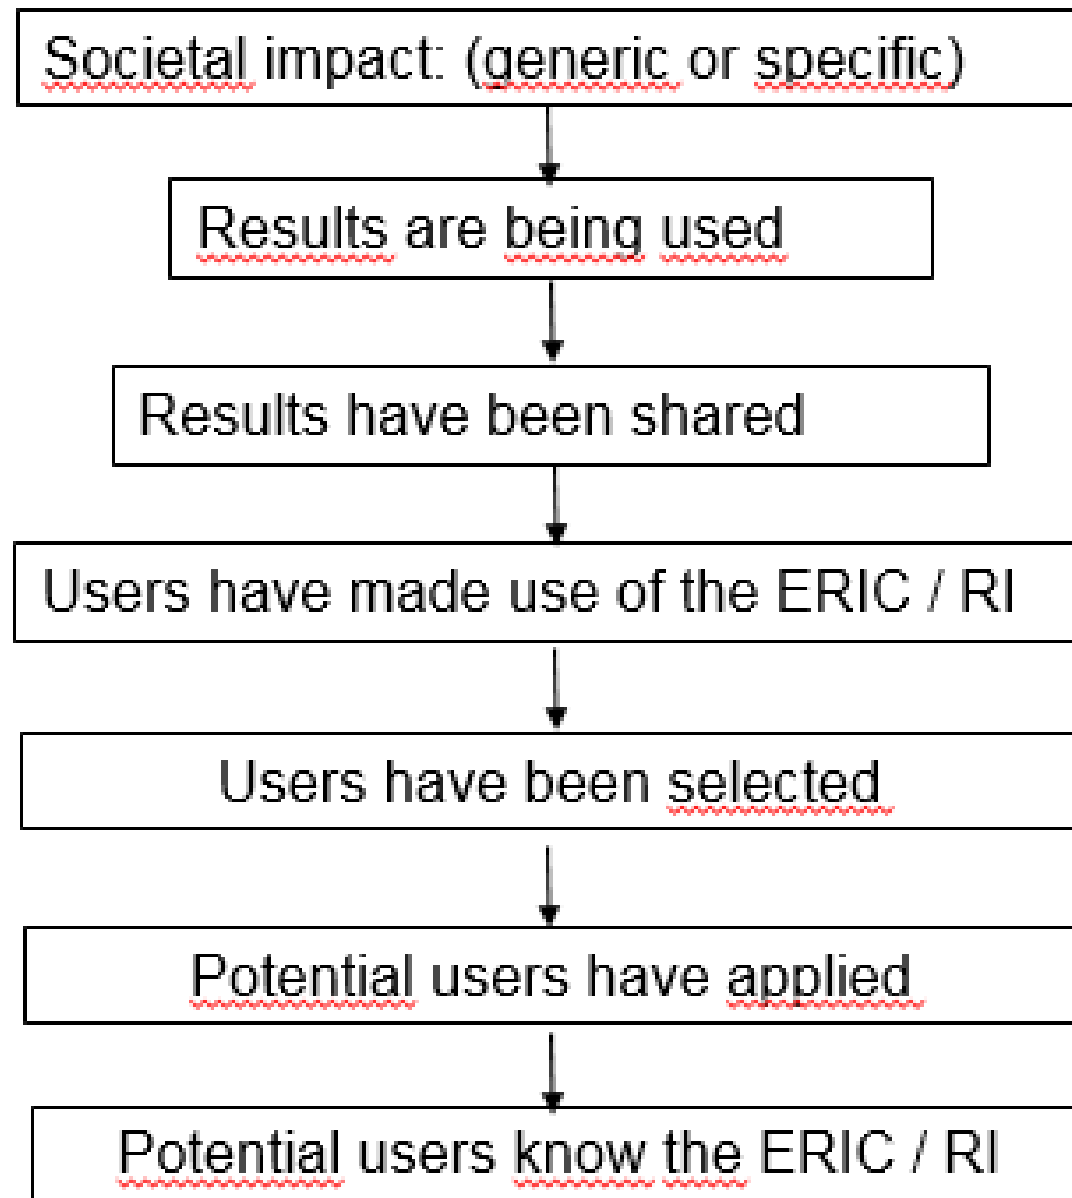 Societal impact: (generic or specific)
Results are being used
Results have been shared
Users have made use of the ERIC / RI
Users have been selected
Potential users have applied
Potential users know the ERIC / RI